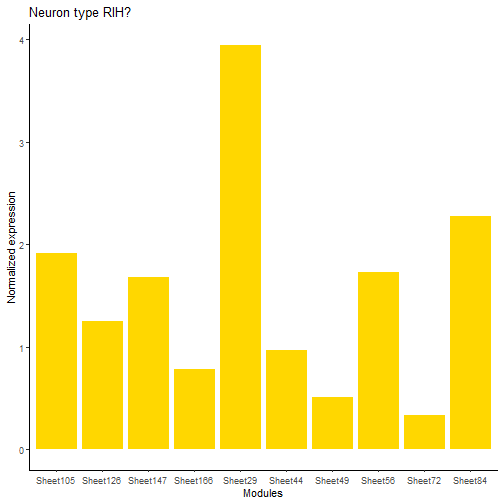 Neuron type RIH?
Normalized expression
4
3
2
1
0
Sheet105 Sheet126 Sheet147 Sheet166 Sheet29 Sheet44 Sheet49 Sheet56 Sheet72 Sheet84
Modules